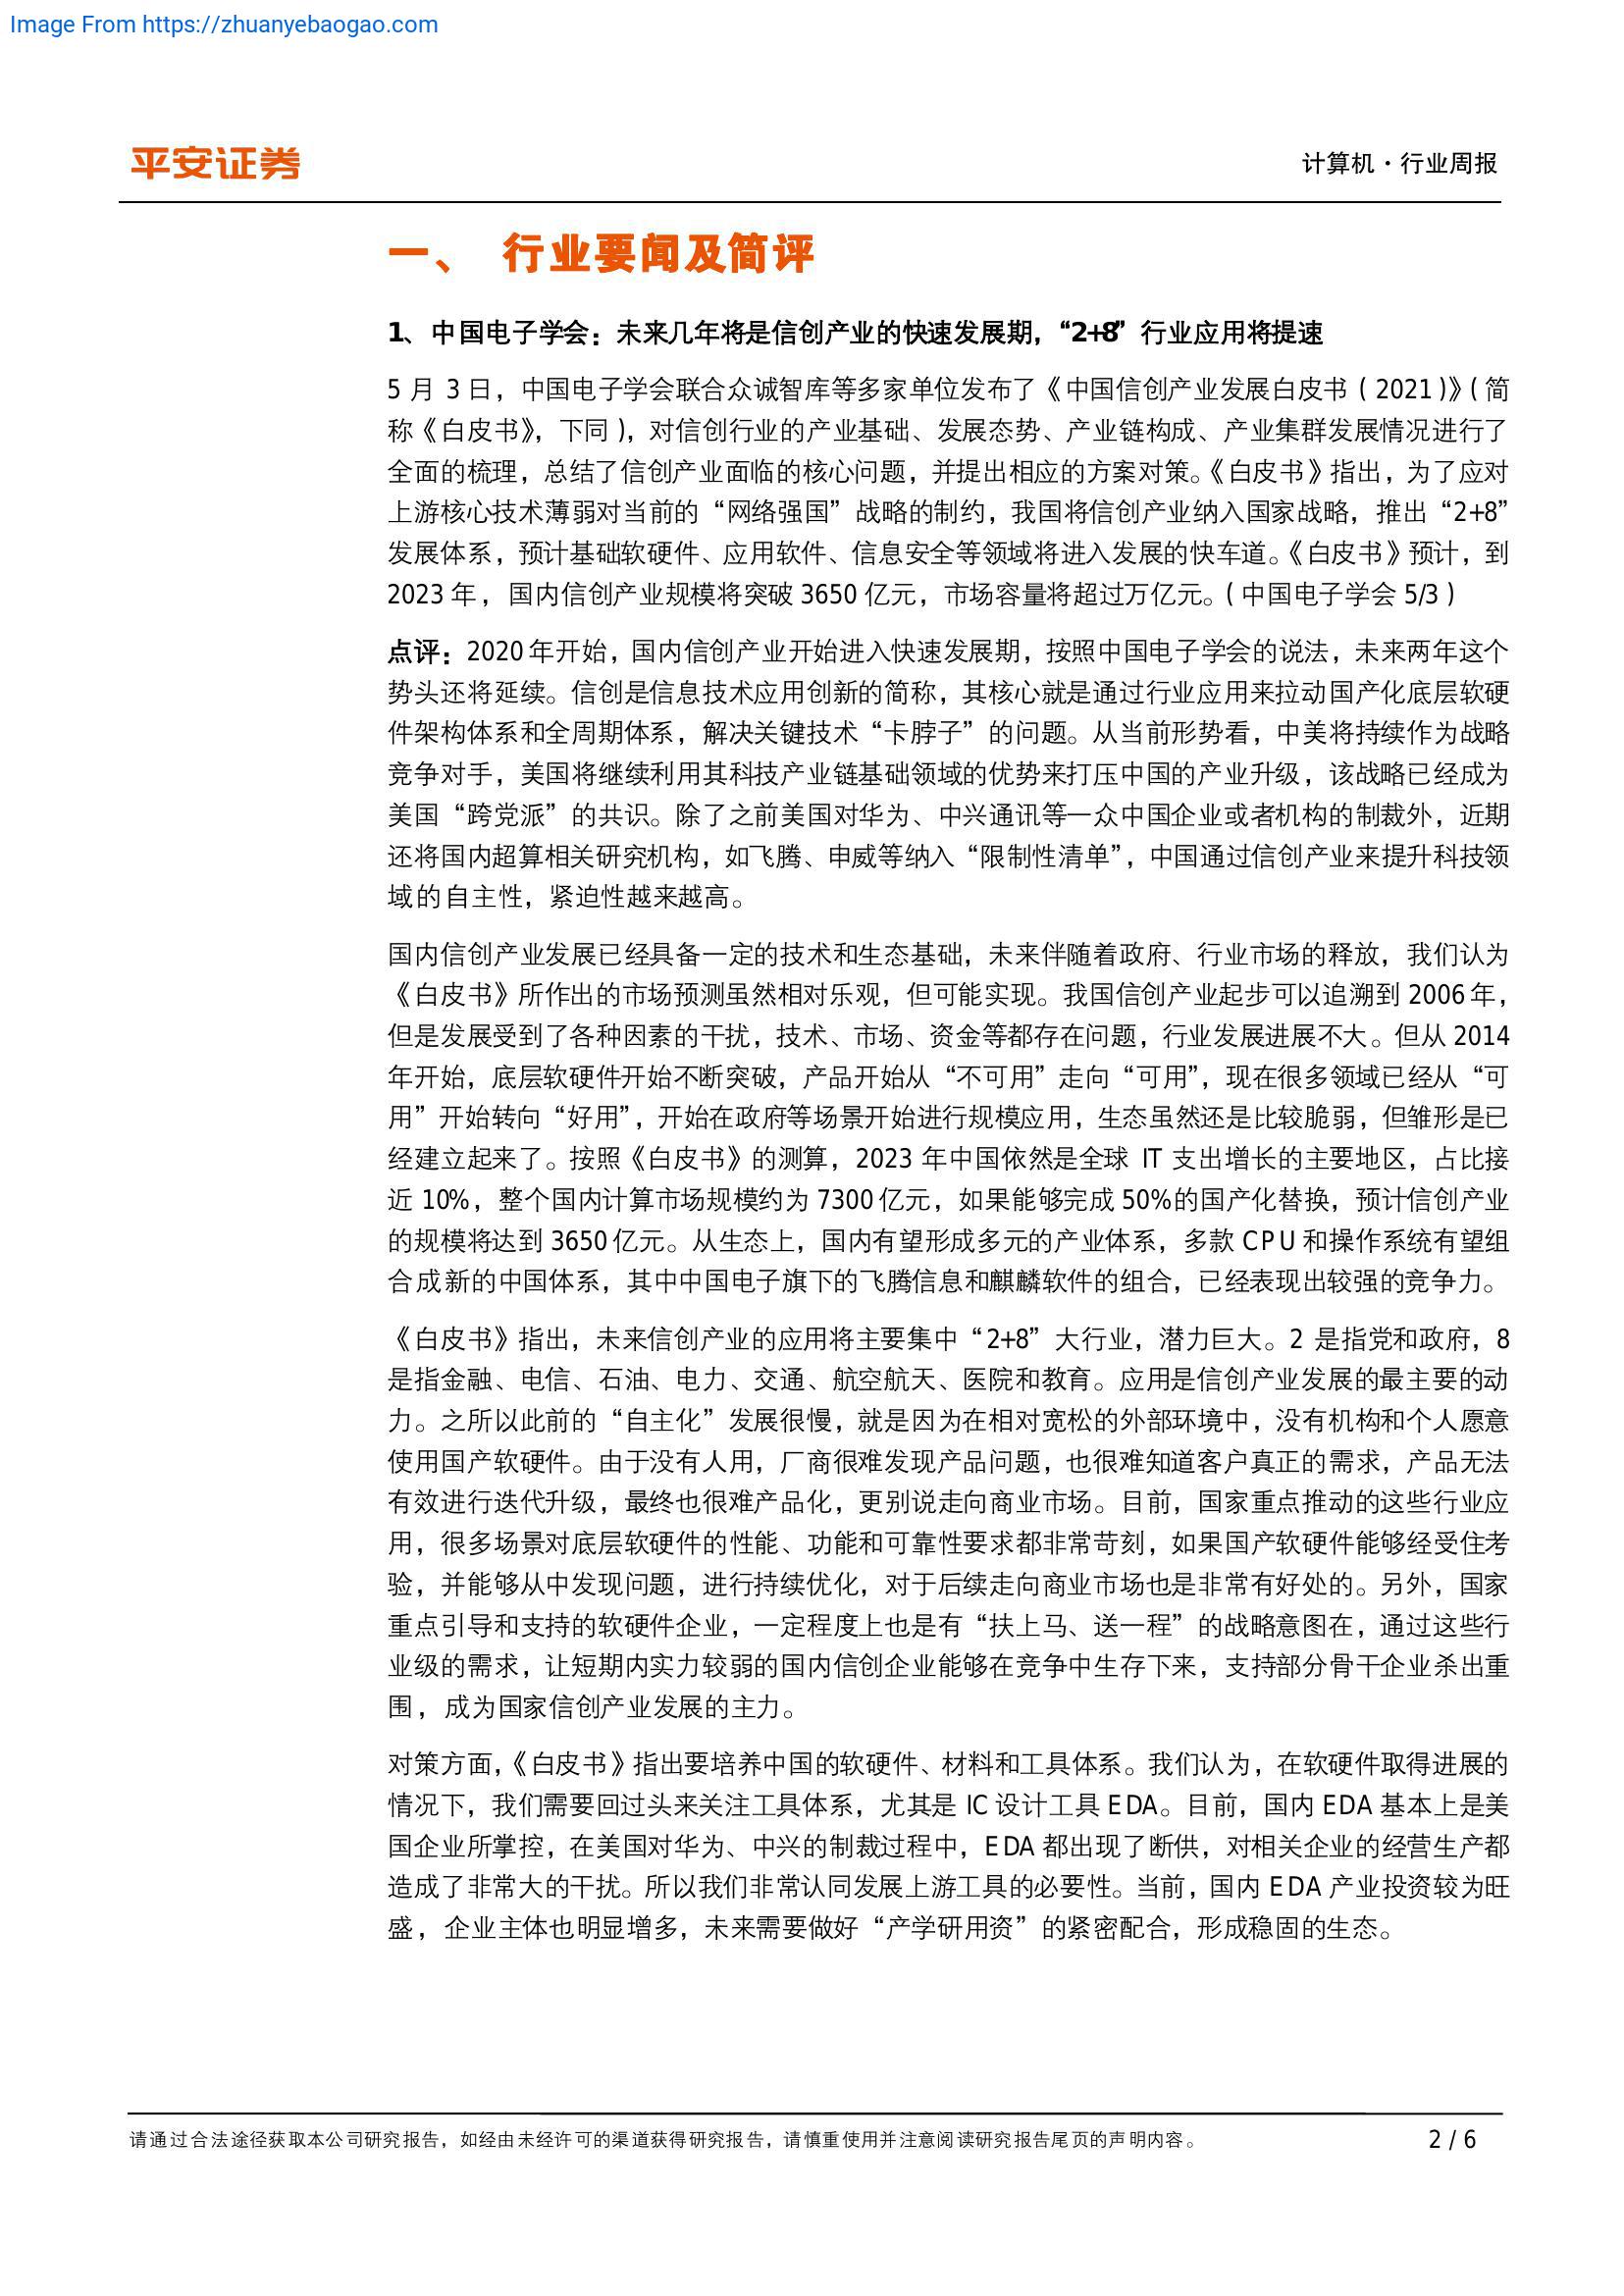 Image From https://zhuanyebaogao.com
平安证券
计算机·行业周报
一、 行业要闻及简评
1、中国电子学会：未来几年将是信创产业的快速发展期，“2+8”行业应用将提速
5 月 3 日，中国电子学会联合众诚智库等多家单位发布了《中国信创产业发展白皮书（2021）》（简
称《白皮书》，下同），对信创行业的产业基础、发展态势、产业链构成、产业集群发展情况进行了
全面的梳理，总结了信创产业面临的核心问题，并提出相应的方案对策。《白皮书》指出，为了应对
上游核心技术薄弱对当前的“网络强国”战略的制约，我国将信创产业纳入国家战略，推出“2+8”
发展体系，预计基础软硬件、应用软件、信息安全等领域将进入发展的快车道。《白皮书》预计，到
2023 年，国内信创产业规模将突破 3650 亿元，市场容量将超过万亿元。（中国电子学会 5/3）
点评：2020 年开始，国内信创产业开始进入快速发展期，按照中国电子学会的说法，未来两年这个
势头还将延续。信创是信息技术应用创新的简称，其核心就是通过行业应用来拉动国产化底层软硬
件架构体系和全周期体系，解决关键技术“卡脖子”的问题。从当前形势看，中美将持续作为战略
竞争对手，美国将继续利用其科技产业链基础领域的优势来打压中国的产业升级，该战略已经成为
美国“跨党派”的共识。除了之前美国对华为、中兴通讯等一众中国企业或者机构的制裁外，近期
还将国内超算相关研究机构，如飞腾、申威等纳入“限制性清单”，中国通过信创产业来提升科技领
域的自主性，紧迫性越来越高。
国内信创产业发展已经具备一定的技术和生态基础，未来伴随着政府、行业市场的释放，我们认为
《白皮书》所作出的市场预测虽然相对乐观，但可能实现。我国信创产业起步可以追溯到 2006 年，
但是发展受到了各种因素的干扰，技术、市场、资金等都存在问题，行业发展进展不大。但从 2014
年开始，底层软硬件开始不断突破，产品开始从“不可用”走向“可用”，现在很多领域已经从“可
用”开始转向“好用”，开始在政府等场景开始进行规模应用，生态虽然还是比较脆弱，但雏形是已
经建立起来了。按照《白皮书》的测算，2023 年中国依然是全球 IT 支出增长的主要地区，占比接
近 10%，整个国内计算市场规模约为 7300 亿元，如果能够完成 50%的国产化替换，预计信创产业
的规模将达到 3650 亿元。从生态上，国内有望形成多元的产业体系，多款 CPU 和操作系统有望组
合成新的中国体系，其中中国电子旗下的飞腾信息和麒麟软件的组合，已经表现出较强的竞争力。
《白皮书》指出，未来信创产业的应用将主要集中“2+8”大行业，潜力巨大。2 是指党和政府，8
是指金融、电信、石油、电力、交通、航空航天、医院和教育。应用是信创产业发展的最主要的动
力。之所以此前的“自主化”发展很慢，就是因为在相对宽松的外部环境中，没有机构和个人愿意
使用国产软硬件。由于没有人用，厂商很难发现产品问题，也很难知道客户真正的需求，产品无法
有效进行迭代升级，最终也很难产品化，更别说走向商业市场。目前，国家重点推动的这些行业应
用，很多场景对底层软硬件的性能、功能和可靠性要求都非常苛刻，如果国产软硬件能够经受住考
验，并能够从中发现问题，进行持续优化，对于后续走向商业市场也是非常有好处的。另外，国家
重点引导和支持的软硬件企业，一定程度上也是有“扶上马、送一程”的战略意图在，通过这些行
业级的需求，让短期内实力较弱的国内信创企业能够在竞争中生存下来，支持部分骨干企业杀出重
围，成为国家信创产业发展的主力。
对策方面，《白皮书》指出要培养中国的软硬件、材料和工具体系。我们认为，在软硬件取得进展的
情况下，我们需要回过头来关注工具体系，尤其是 IC 设计工具 EDA。目前，国内 EDA 基本上是美
国企业所掌控，在美国对华为、中兴的制裁过程中，EDA 都出现了断供，对相关企业的经营生产都
造成了非常大的干扰。所以我们非常认同发展上游工具的必要性。当前，国内 EDA 产业投资较为旺
盛，企业主体也明显增多，未来需要做好“产学研用资”的紧密配合，形成稳固的生态。
请通过合法途径获取本公司研究报告，如经由未经许可的渠道获得研究报告，请慎重使用并注意阅读研究报告尾页的声明内容。
2 / 6